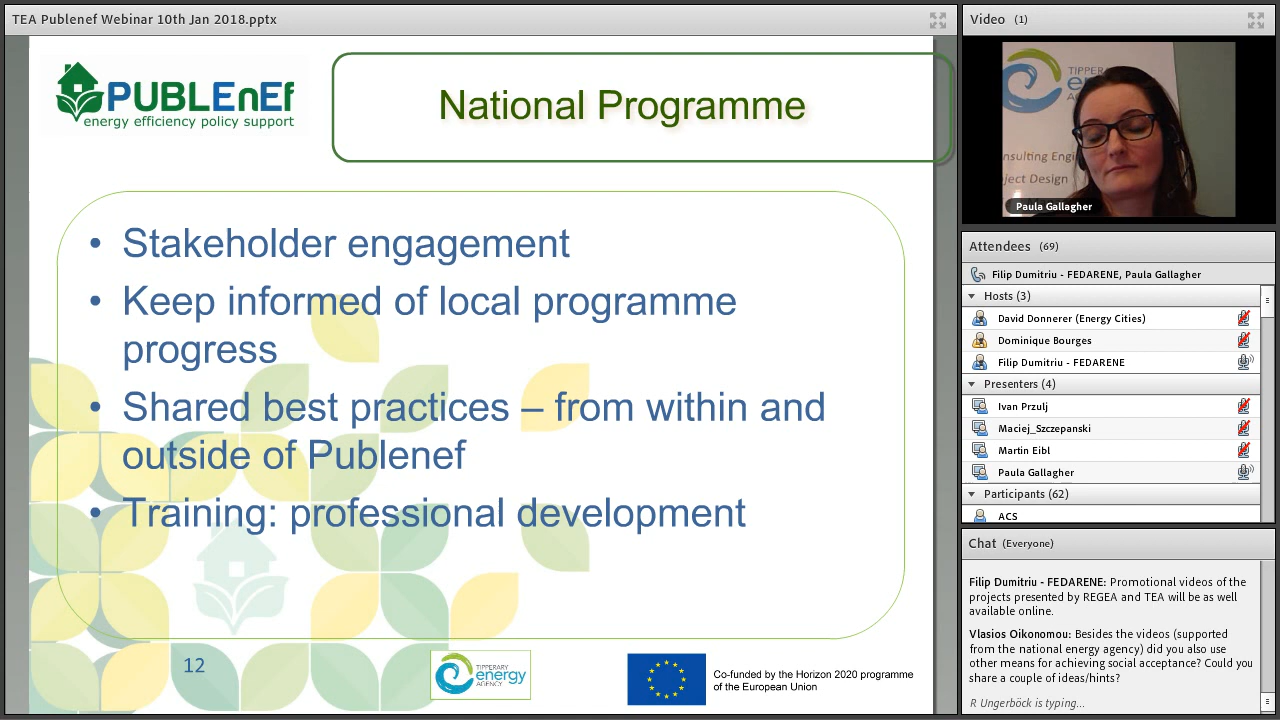 TEA Publenef Webinar 10th Jan 2018.pptx
PUBLEnEf
energy efficiency policy support
National Programme
• Stakeholder engagement
• Keep informed of local programme
progress
• Shared best practices – from within and
outside of Publenef
• Training: professional development
12
TIPPERARY
energy
AGENCY
Co-funded by the Horizon 2020 programme
of the European Union
Video (1)
TIPPERARY
Paula Gallagher
Attendees (69)
Filip Dumitriu - FEDARENE, Paula Gallagher
Hosts (3)
David Donnerer (Energy Cities)
Dominique Bourges
Filip Dumitriu - FEDARENE
Presenters (4)
Ivan Przulj
Maciej_Szczepanski
Martin Eibl
Paula Gallagher
Participants (62)
ACS
Chat (Everyone)
Filip Dumitriu - FEDARENE: Promotional videos of the
projects presented by REGEA and TEA will be as well
available online.
Vlasios Oikonomou: Besides the videos (supported
from the national energy agency) did you also use
other means for achieving social acceptance? Could you
share a couple of ideas/hints?
R Ungerböck is typing...